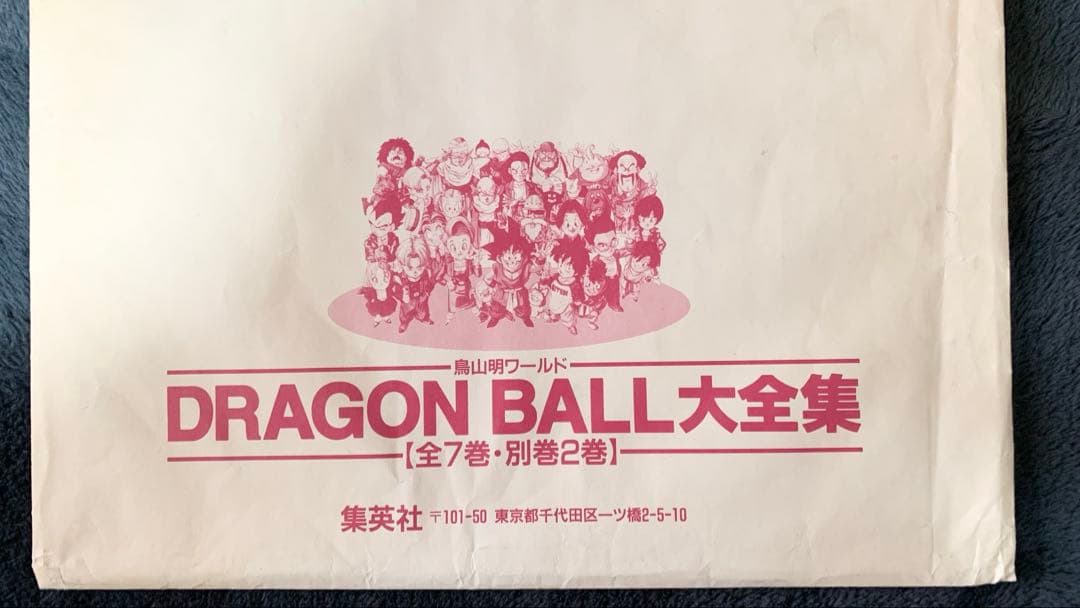 鳥山明ワールド
DRAGON BALL大全集
【全7巻・別巻2巻】
集英社 〒101-50 東京都千代田区一ツ橋2-5-10